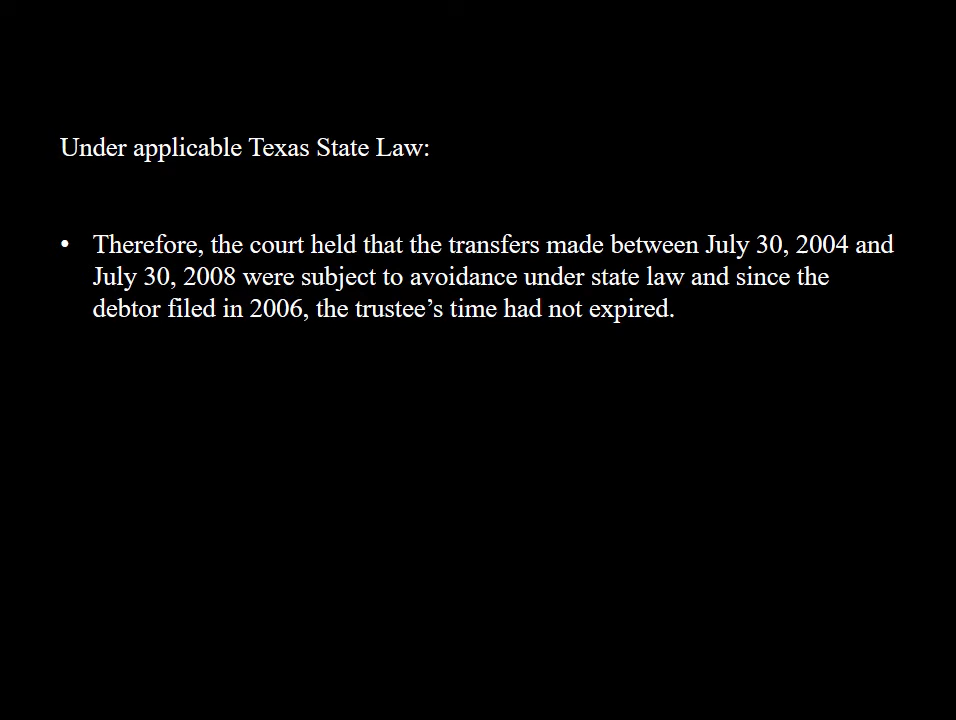 Under applicable Texas State Law:
• Therefore, the court held that the transfers made between July 30, 2004 and
July 30, 2008 were subject to avoidance under state law and since the
debtor filed in 2006, the trustee’s time had not expired.